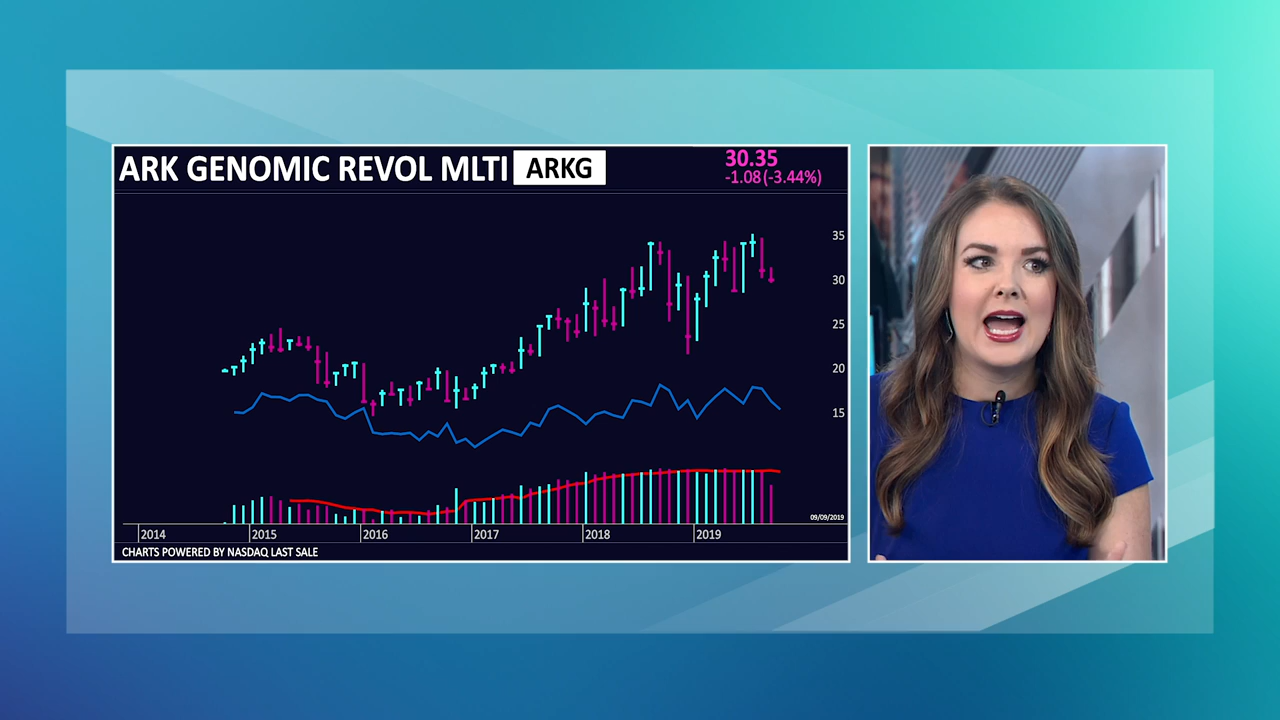 ARK GENOMIC REVOL MLTI ARKG
30.35
-1.08(-3.44%)
35
30
25
20
15
09/09/2019
2014 2015 2016 2017 2018 2019
CHARTS POWERED BY NASDAQ LAST SALE